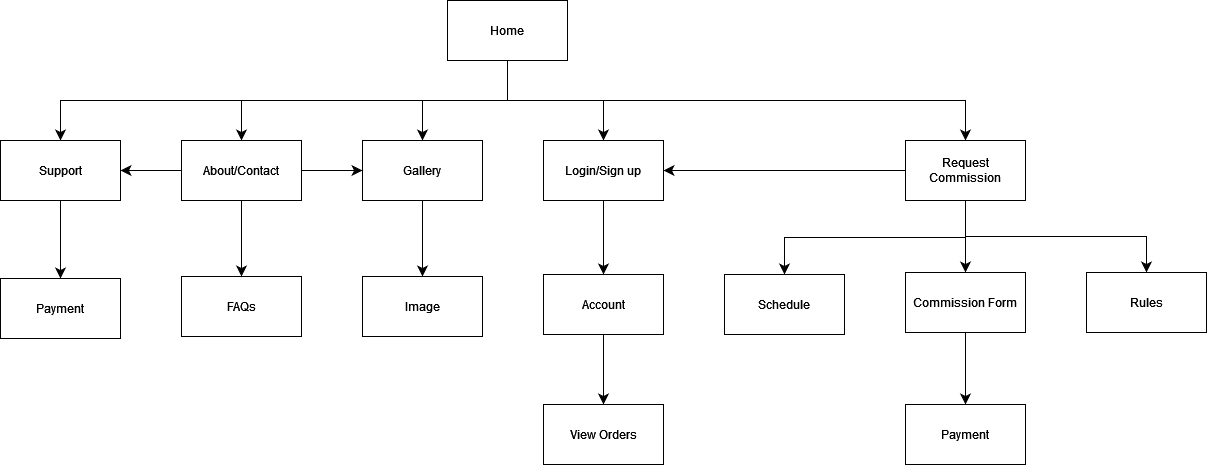 Home
Support
About/Contact
Gallery
Login/Sign up
Request
Commission
Payment
FAQs
Image
Account
Schedule
Commission Form
Rules
View Orders
Payment